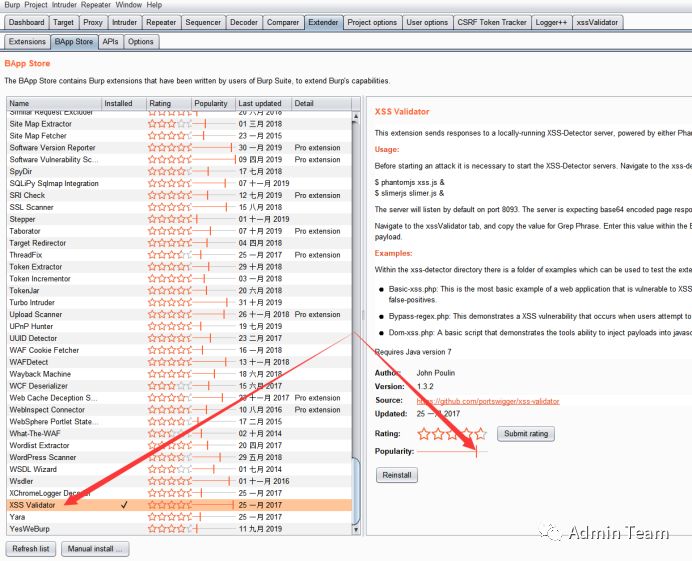 Burp Project Intruder Repeater Window Help
Dashboard Target Proxy Intruder Repeater Sequencer Decoder Comparer Extender Project options User options CSRF Token Tracker Logger++ xssValidator
Extensions BApp Store APIs Options
BApp Store
The BApp Store contains Burp extensions that have been written by users of Burp Suite, to extend Burp's capabilities.
Name Installed Rating Popularity Last updated Detail
Similar Request Excluder 20 六月 2018
Site Map Extractor 01 三月 2018
Site Map Fetcher 23 一月 2015
Software Version Reporter 30 一月 2019 Pro extension
Software Vulnerability Sc... 09 四月 2019 Pro extension
SpyDir 17 七月 2018
SQLiPy Sqlmap Integration 07 十一月 2019
SRI Check 12 七月 2019 Pro extension
SSL Scanner 15 八月 2018
Stepper 01 十一月 2019
Taborator 07 十月 2019 Pro extension
Target Redirector 04 四月 2018
ThreadFix 25 一月 2017 Pro extension
Token Extractor 29 十月 2018
Token Incrementor 03 一月 2018
TokenJar 20 六月 2018
Turbo Intruder 31 十月 2019
Upload Scanner 26 十一月 2018 Pro extension
UPnP Hunter 19 七月 2019
UUID Detector 23 二月 2017
WAF Cookie Fetcher 16 一月 2018
WAFDetect 13 十一月 2018
Wayback Machine 18 六月 2018
WCF Deserializer 15 六月 2017
Web Cache Deception S... 23 十一月 2017 Pro extension
WebInspect Connector 10 八月 2016 Pro extension
WebSphere Portlet State... 17 二月 2015
What-The-WAF 02 十月 2014
Wordlist Extractor 20 四月 2017
WordPress Scanner 29 五月 2018
WSDL Wizard 01 七月 2014
Wsdler 01 十一月 2016
XChromeLogger Decoder 25 一月 2017
XSS Validator ✓ 25 一月 2017
Yara 25 一月 2017
YesWeBurp 11 九月 2019
Refresh list Manual install ...
XSS Validator
This extension sends responses to a locally-running XSS-Detector server, powered by either Phan
Usage:
Before starting an attack it is necessary to start the XSS-Detector servers. Navigate to the xss-de
$ phantomjs xss.js &
$ slimerjs slimer.js &
The server will listen by default on port 8093. The server is expecting base64 encoded page respo
Navigate to the xssValidator tab, and copy the value for Grep Phrase. Enter this value within the B
payload.
Examples:
Within the xss-detector directory there is a folder of examples which can be used to test the exte
Basic-xss.php: This is the most basic example of a web application that is vulnerable to XSS
false-positives.
Bypass-regex.php: This demonstrates a XSS vulnerability that occurs when users attempt to
Dom-xss.php: A basic script that demonstrates the tools ability to inject payloads into javasc
Requires Java version 7
Author: John Poulin
Version: 1.3.2
Source: https://github.com/portswigger/xss-validator
Updated: 25 一月 2017
Rating: Submit rating
Popularity:
Reinstall
Admin Team